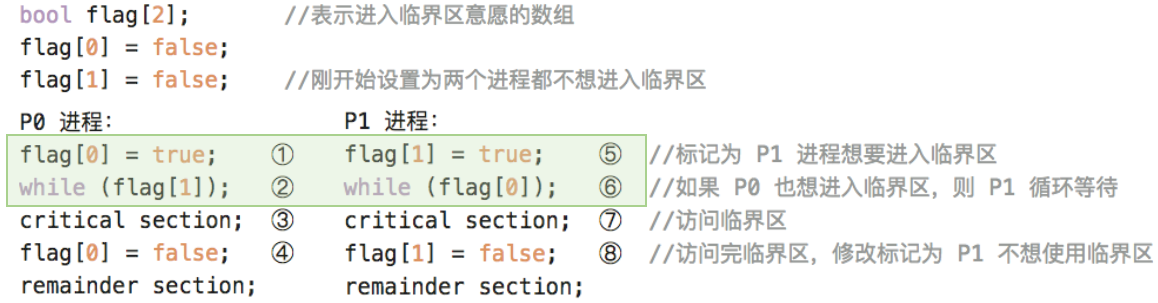 bool flag[2]; //表示进入临界区意愿的数组
flag[0] = false;
flag[1] = false; //刚开始设置为两个进程都不想进入临界区
P0 进程: P1 进程:
flag[0] = true; ① flag[1] = true; ⑤ //标记为 P1 进程想要进入临界区
while (flag[1]); ② while (flag[0]); ⑥ //如果 P0 也想进入临界区，则 P1 循环等待
critical section; ③ critical section; ⑦ //访问临界区
flag[0] = false; ④ flag[1] = false; ⑧ //访问完临界区，修改标记为 P1 不想使用临界区
remainder section; remainder section;